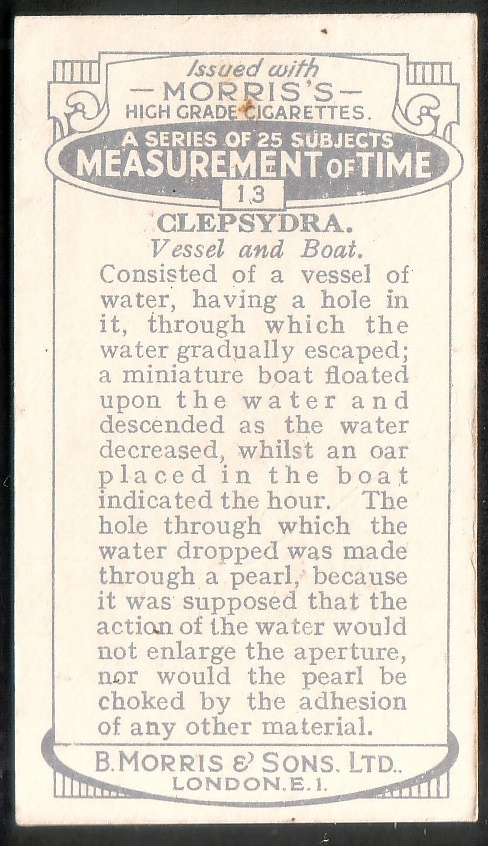 Issued with
— MORRIS'S —
HIGH GRADE CIGARETTES.
A SERIES OF 25 SUBJECTS
MEASUREMENT OF TIME
13
CLEPSYDRA.
Vessel and Boat.
Consisted of a vessel of
water, having a hole in
it, through which the
water gradually escaped;
a miniature boat floated
upon the water and
descended as the water
decreased, whilst an oar
placed in the boat
indicated the hour. The
hole through which the
water dropped was made
through a pearl, because
it was supposed that the
action of the water would
not enlarge the aperture,
nor would the pearl be
choked by the adhesion
of any other material.
B. MORRIS & SONS, LTD.,
LONDON. E. 1.